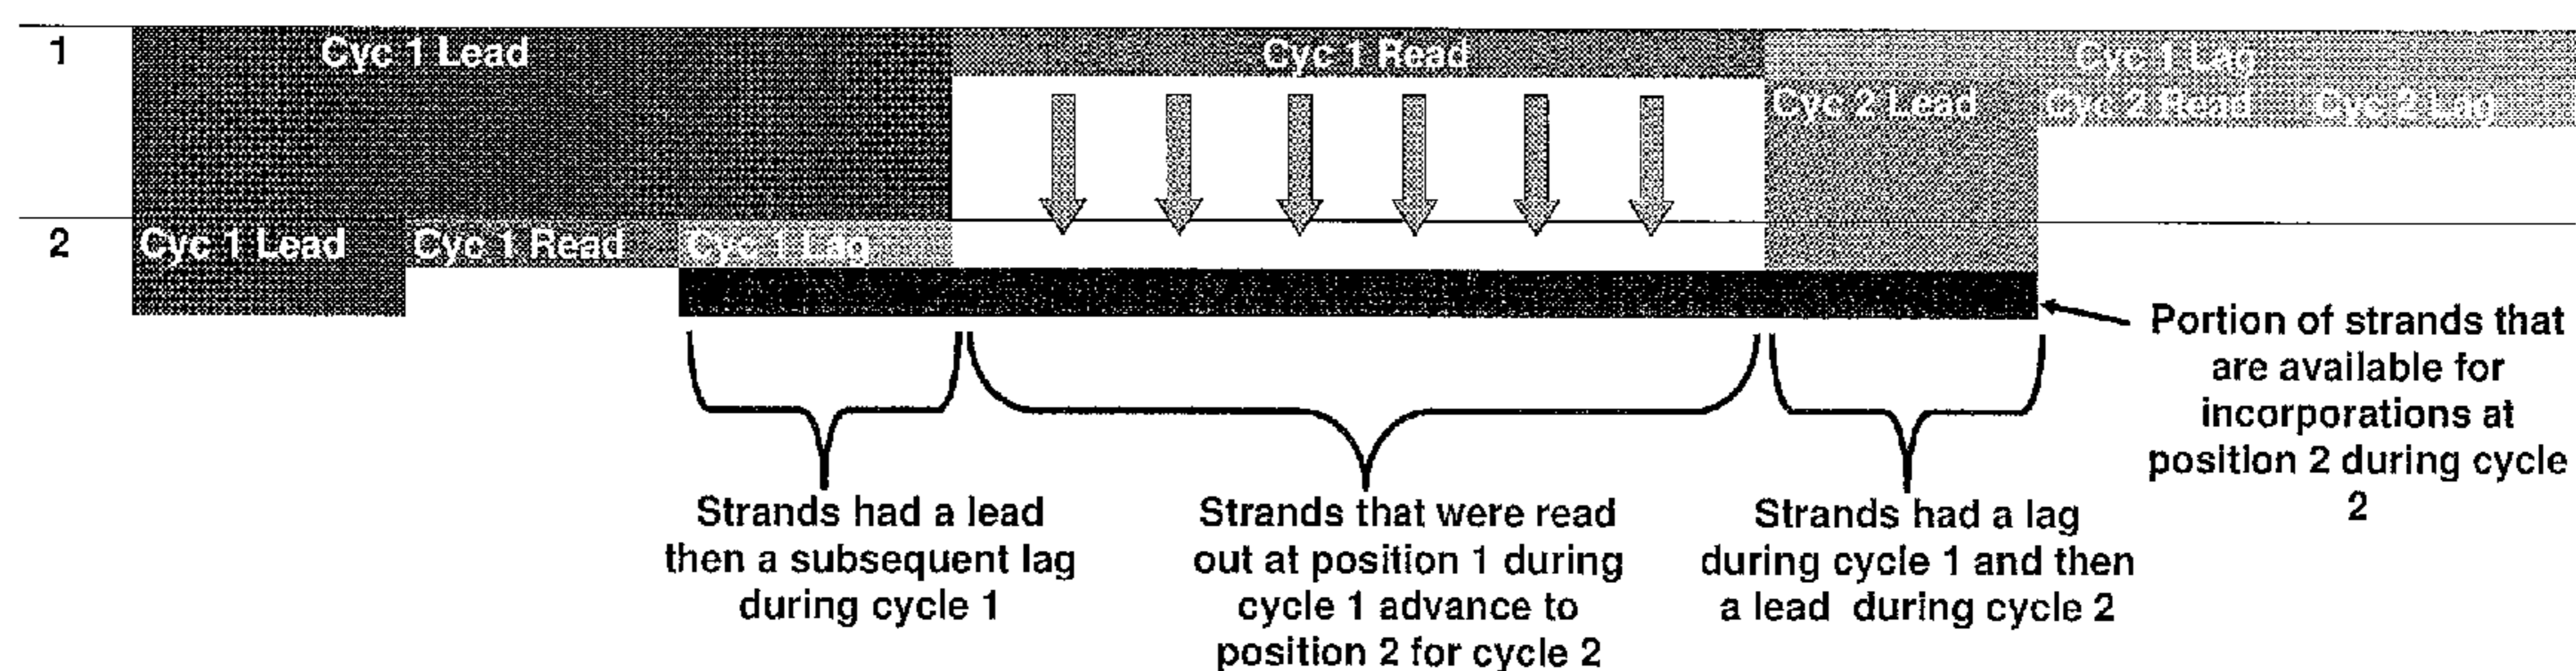 1
Cyc 1 Lead
Cyc 1 Read
Cyc 1 Lag
Cyc 2 Lead
Cyc 2 Read
Cyc 2 Lag
2
Cyc 1 Lead
Cyc 1 Read
Cyc 1 Lag
Strands had a lead
then a subsequent lag
during cycle 1
Strands that were read
out at position 1 during
cycle 1 advance to
position 2 for cycle 2
Strands had a lag
during cycle 1 and then
a lead during cycle 2
Portion of strands that
are available for
incorporations at
position 2 during cycle
2